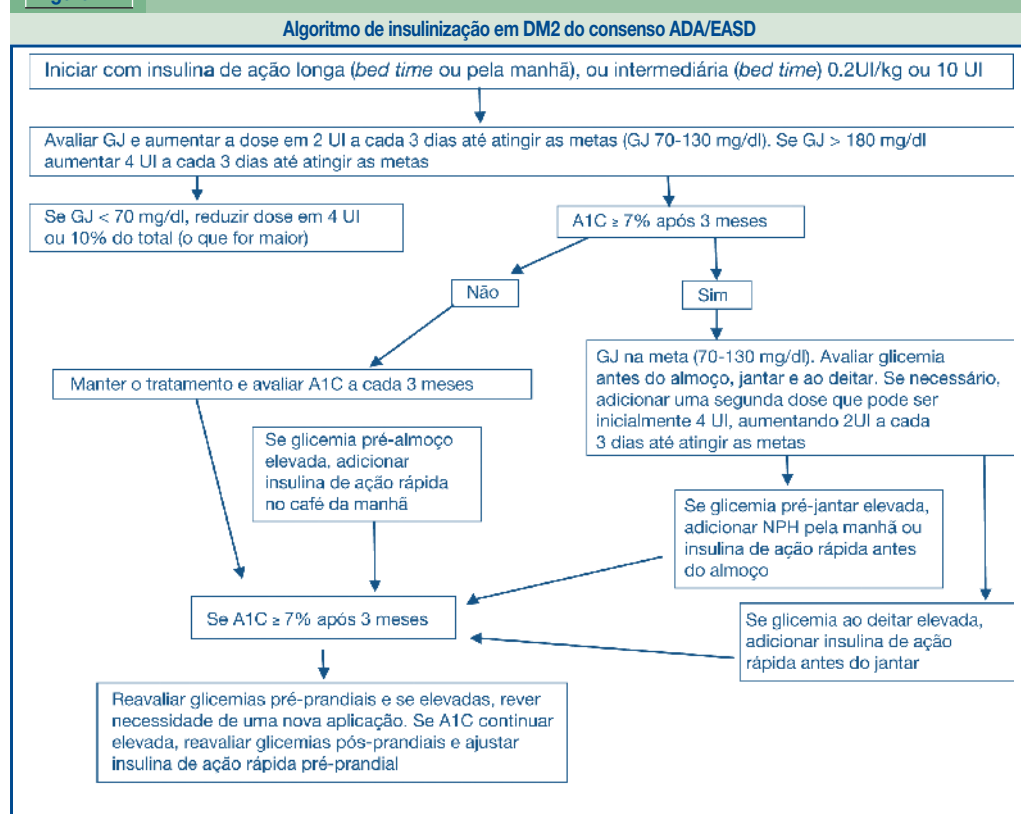 Algoritmo de insulinização em DM2 do consenso ADA/EASD
Iniciar com insulina de ação longa (bed time ou pela manhã), ou intermediária (bed time) 0.2UI/kg ou 10 UI
Avaliar GJ e aumentar a dose em 2 UI a cada 3 dias até atingir as metas (GJ 70-130 mg/dl). Se GJ > 180 mg/dl
aumentar 4 UI a cada 3 dias até atingir as metas
Se GJ < 70 mg/dl, reduzir dose em 4 UI
ou 10% do total (o que for maior)
A1C ≥ 7% após 3 meses
Não
Sim
Manter o tratamento e avaliar A1C a cada 3 meses
GJ na meta (70-130 mg/dl). Avaliar glicemia
antes do almoço, jantar e ao deitar. Se necessário,
adicionar uma segunda dose que pode ser
inicialmente 4 UI, aumentando 2UI a cada
3 dias até atingir as metas
Se glicemia pré-almoço
elevada, adicionar
insulina de ação rápida
no café da manhã
Se glicemia pré-jantar elevada,
adicionar NPH pela manhã ou
insulina de ação rápida antes
do almoço
Se A1C ≥ 7% após 3 meses
Se glicemia ao deitar elevada,
adicionar insulina de ação
rápida antes do jantar
Reavaliar glicemias pré-prandiais e se elevadas, rever
necessidade de uma nova aplicação. Se A1C continuar
elevada, reavaliar glicemias pós-prandiais e ajustar
insulina de ação rápida pré-prandial